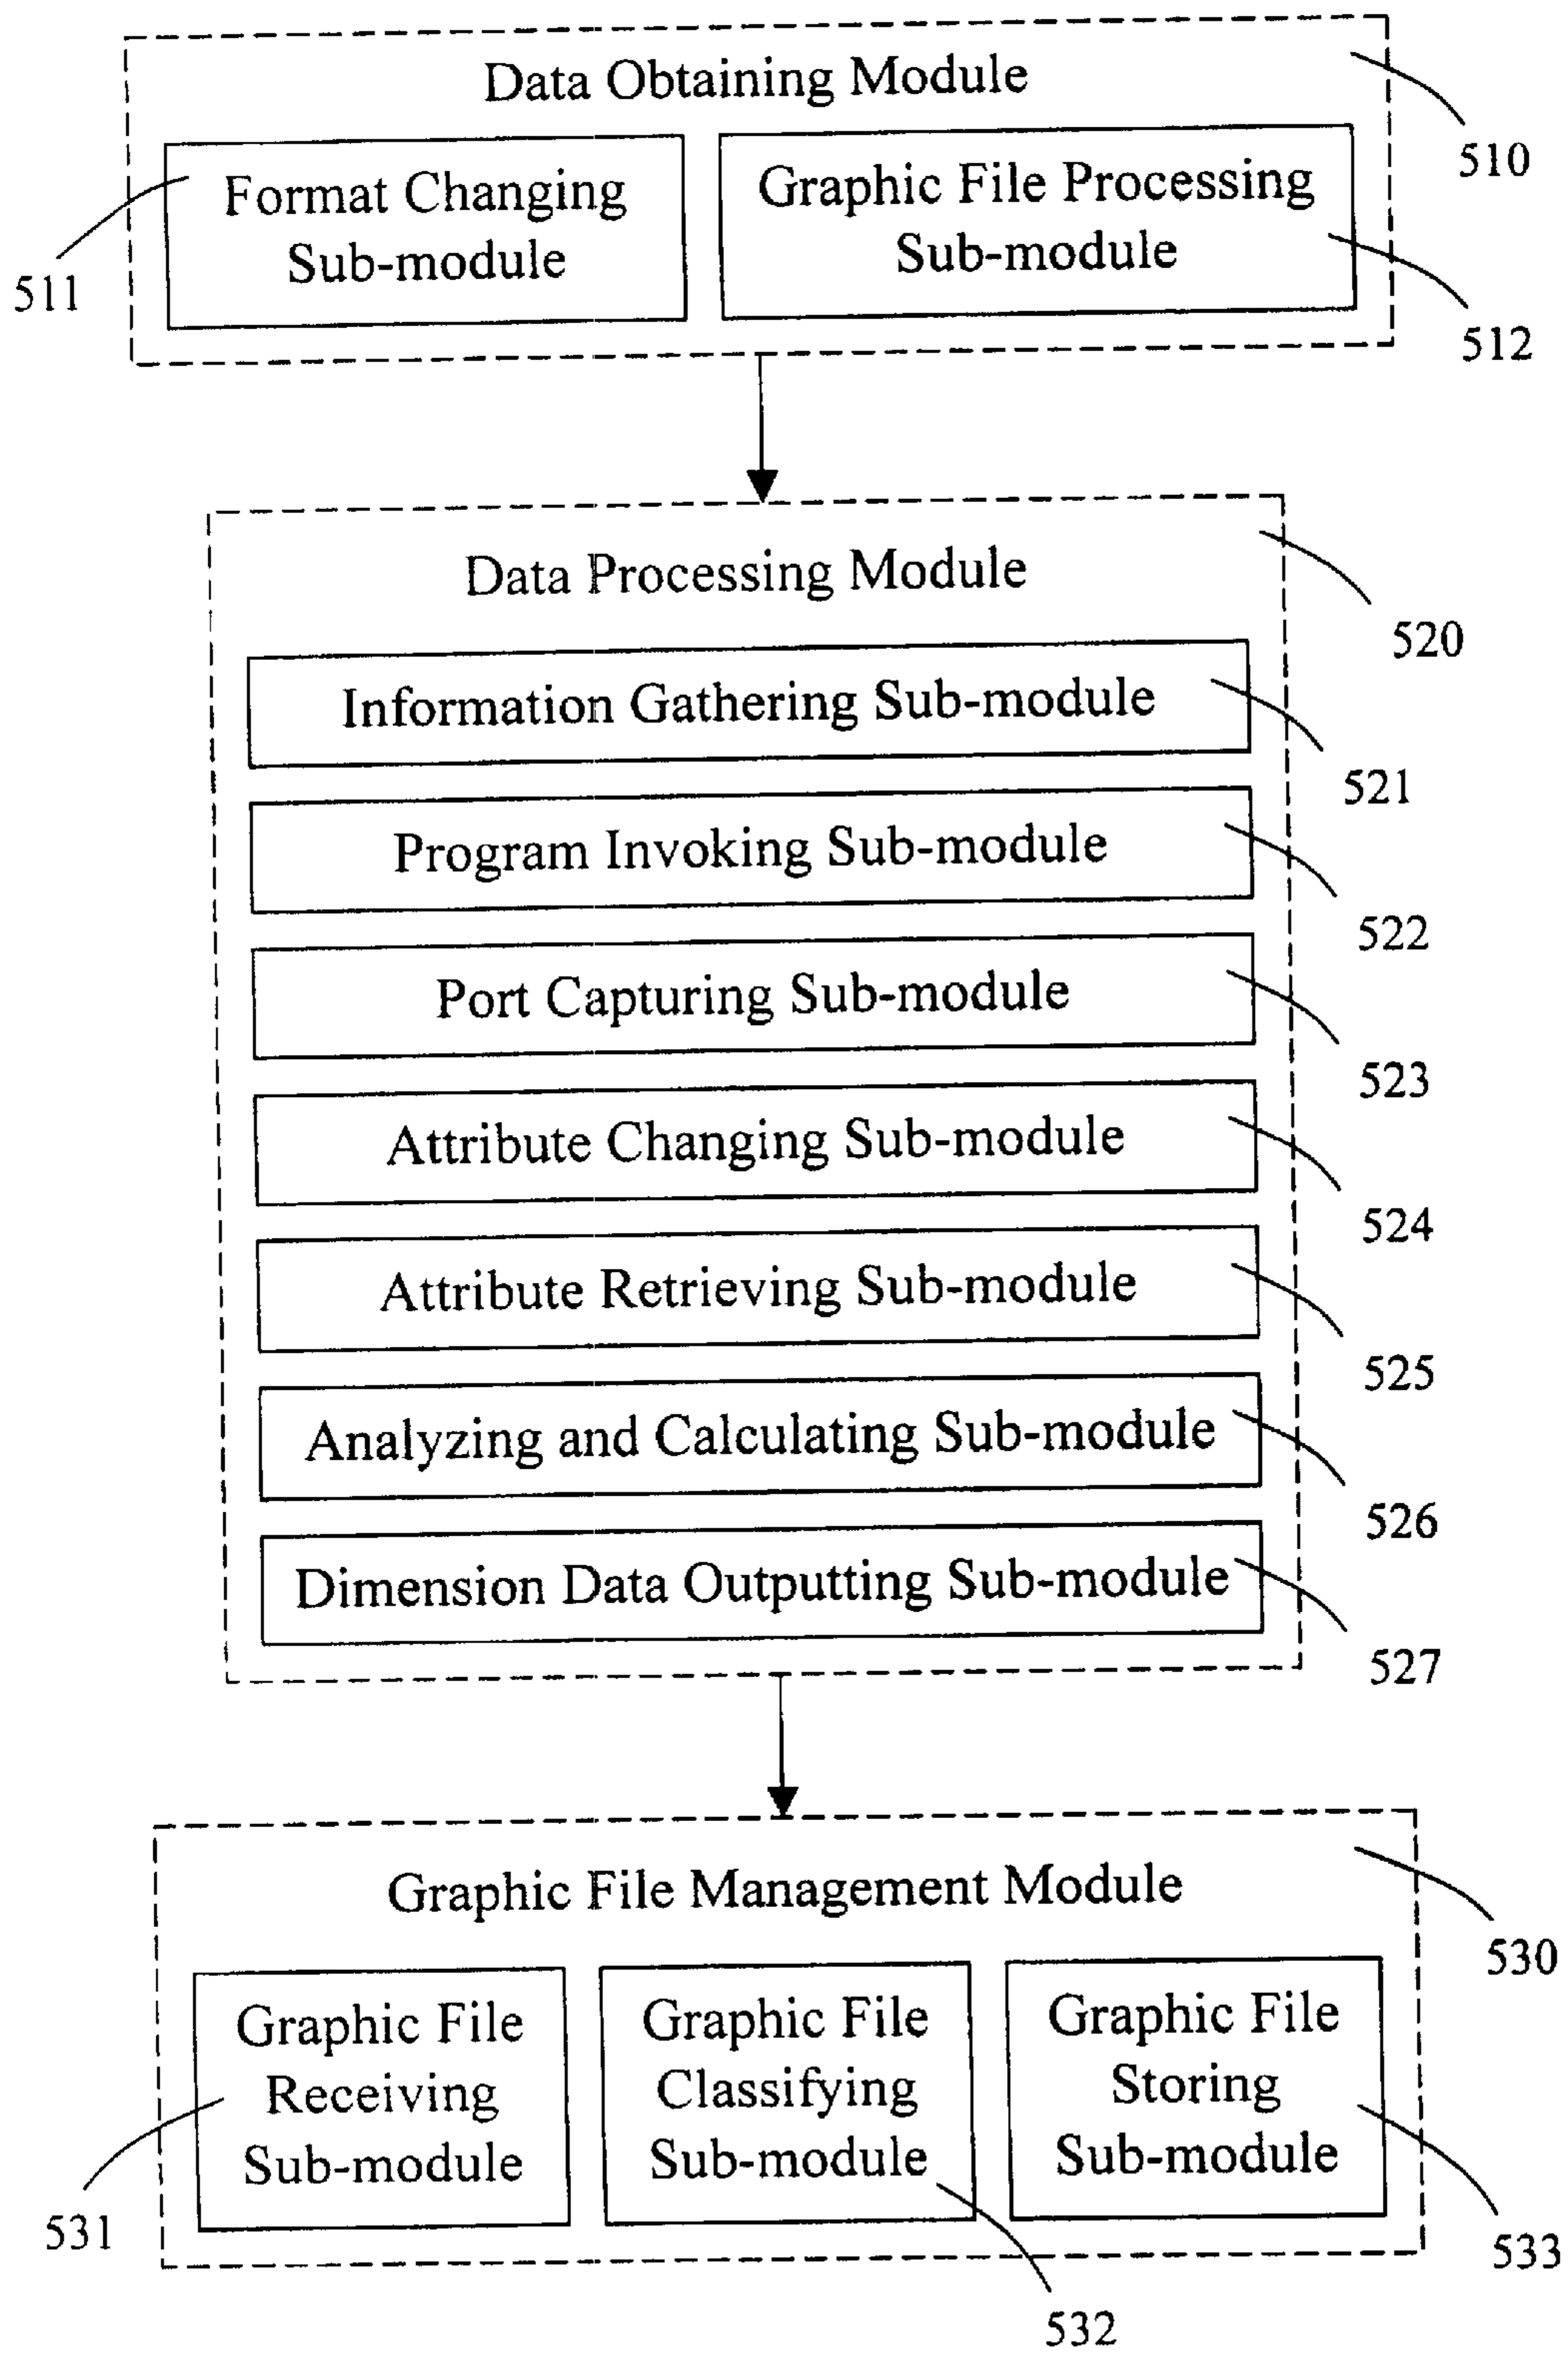 Data Obtaining Module
510
Format Changing
Sub-module
511
Graphic File Processing
Sub-module
512
Data Processing Module
520
Information Gathering Sub-module
521
Program Invoking Sub-module
522
Port Capturing Sub-module
523
Attribute Changing Sub-module
524
Attribute Retrieving Sub-module
525
Analyzing and Calculating Sub-module
526
Dimension Data Outputting Sub-module
527
Graphic File Management Module
530
Graphic File
Receiving
Sub-module
531
Graphic File
Classifying
Sub-module
532
Graphic File
Storing
Sub-module
533